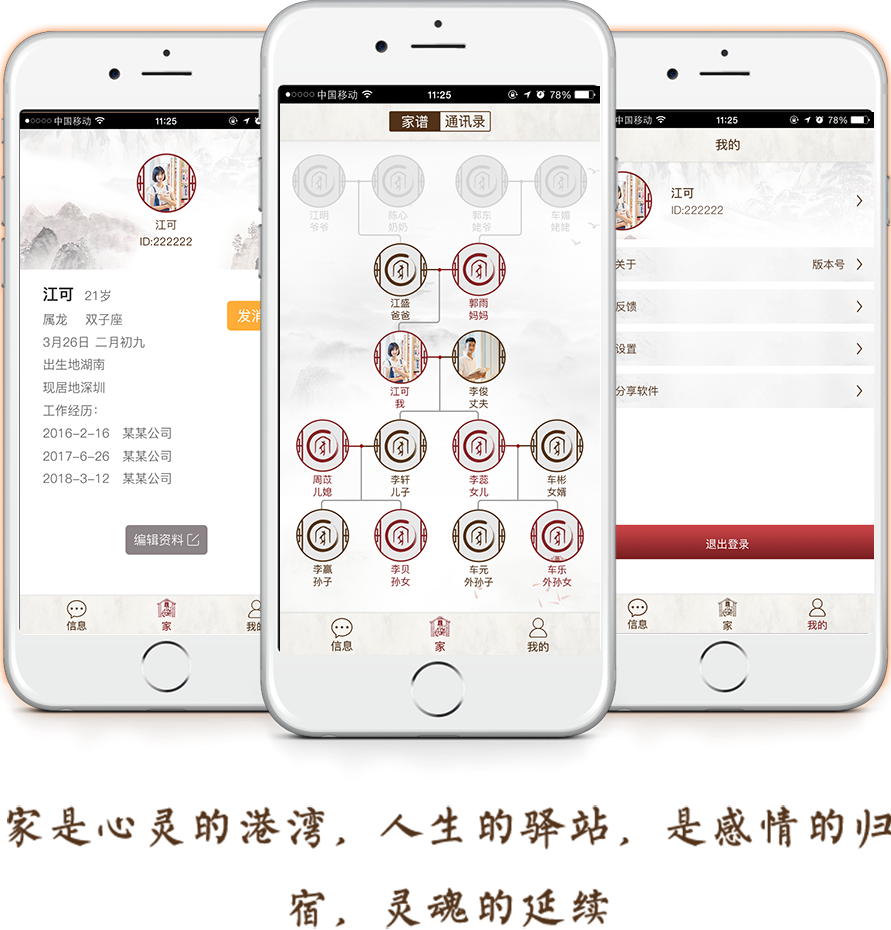 中国移动 11:25
江可
ID:222222
江可 21岁
属龙 双子座
3月26日 二月初九
出生地湖南
现居地深圳
工作经历:
2016-2-16 某某公司
2017-6-26 某某公司
2018-3-12 某某公司
发消
编辑资料
信息 家 我的
中国移动 11:25 78%
家谱 通讯录
江明 陈心 郭东 车媚
爷爷 奶奶 姥爷 姥姥
江盛 郭雨
爸爸 妈妈
江可 李俊
我 丈夫
周苡 李轩 李蕊 车彬
儿媳 儿子 女儿 女婿
李赢 李贝 车元 车乐
孙子 孙女 外孙子 外孙女
信息 家 我的
中国移动 11:25 78%
我的
江可
ID:222222
关于 版本号
反馈
设置
分享软件
退出登录
信息 家 我的
家是心灵的港湾，人生的驿站，是感情的归
宿，灵魂的延续